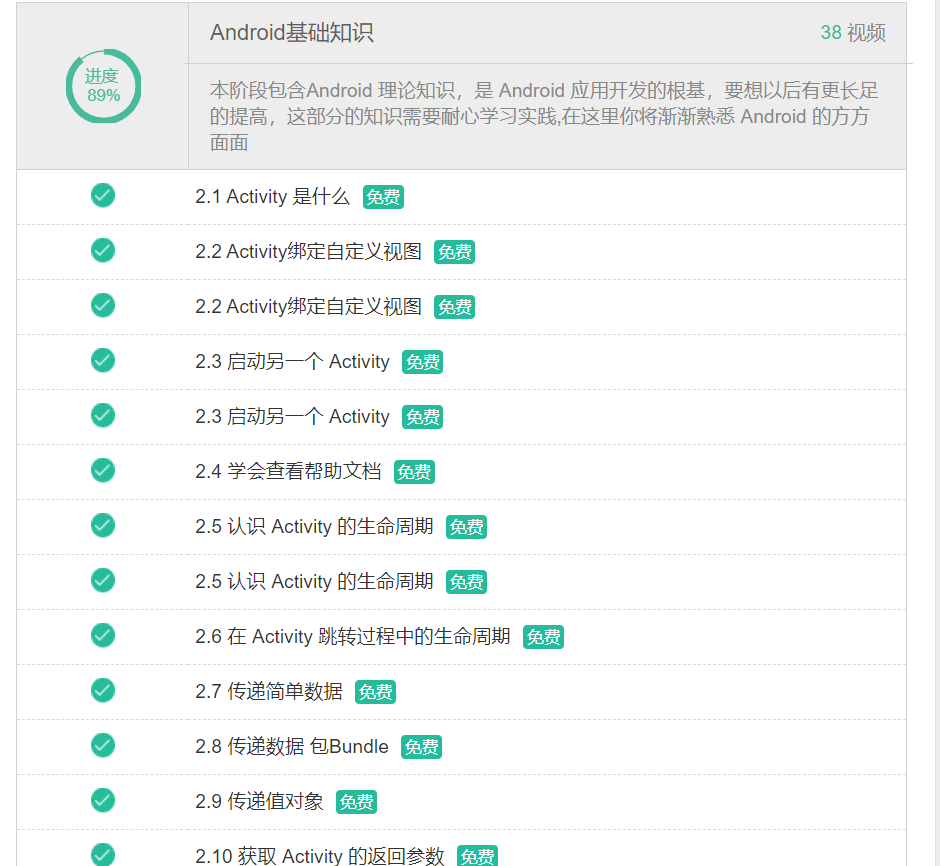 Android基础知识
38 视频
进度
89%
本阶段包含Android 理论知识，是 Android 应用开发的根基，要想以后有更长足
的提高，这部分的知识需要耐心学习实践,在这里你将渐渐熟悉 Android 的方方
面面
2.1 Activity 是什么 免费
2.2 Activity绑定自定义视图 免费
2.2 Activity绑定自定义视图 免费
2.3 启动另一个 Activity 免费
2.3 启动另一个 Activity 免费
2.4 学会查看帮助文档 免费
2.5 认识 Activity 的生命周期 免费
2.5 认识 Activity 的生命周期 免费
2.6 在 Activity 跳转过程中的生命周期 免费
2.7 传递简单数据 免费
2.8 传递数据 包Bundle 免费
2.9 传递值对象 免费
2.10 获取 Activity 的返回参数 免费